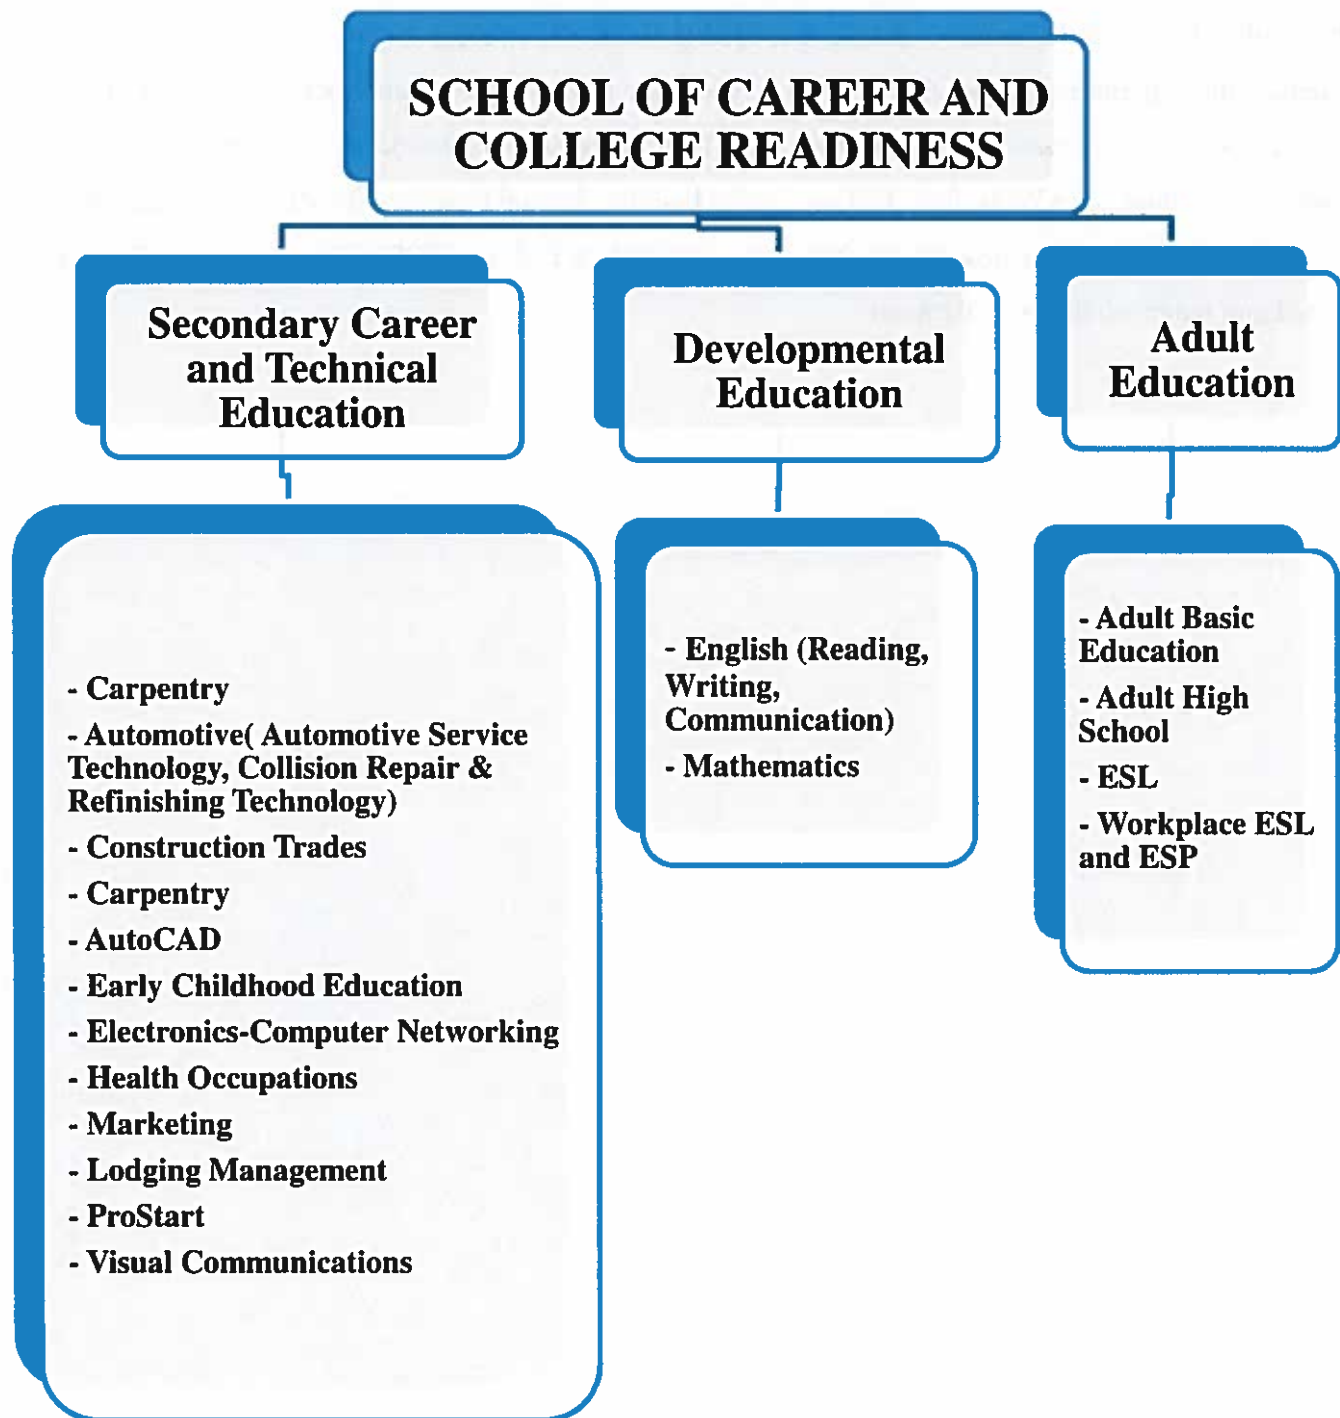 SCHOOL OF CAREER AND
COLLEGE READINESS
Secondary Career
and Technical
Education
Developmental
Education
Adult
Education
- Carpentry
- Automotive( Automotive Service
Technology, Collision Repair &
Refinishing Technology)
- Construction Trades
- Carpentry
- AutoCAD
- Early Childhood Education
- Electronics-Computer Networking
- Health Occupations
- Marketing
- Lodging Management
- ProStart
- Visual Communications
- English (Reading,
Writing,
Communication)
- Mathematics
- Adult Basic
Education
- Adult High
School
- ESL
- Workplace ESL
and ESP